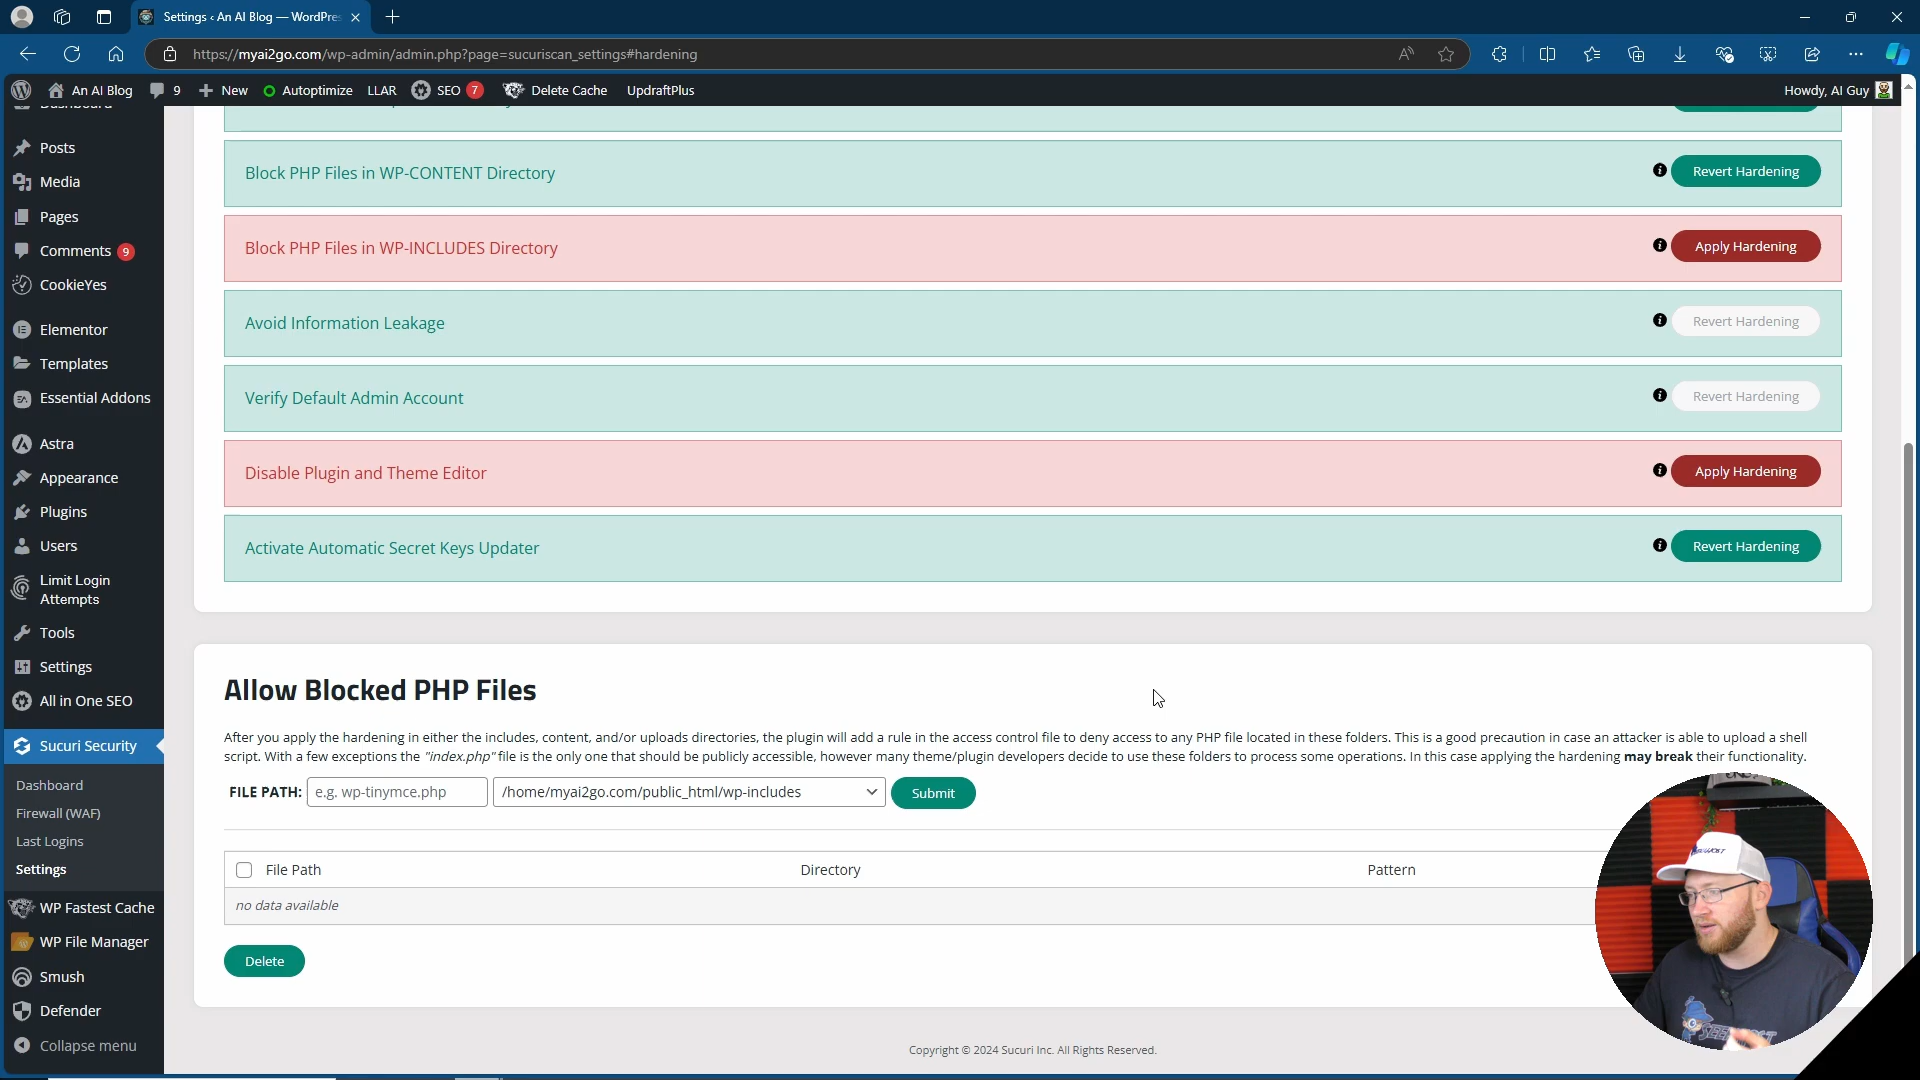 Settings ‹ An AI Blog — WordPres
https://myai2go.com/wp-admin/admin.php?page=sucuriscan_settings#hardening
An AI Blog
9
New
Autoptimize
LLAR
SEO
7
Delete Cache
UpdraftPlus
Howdy, AI Guy
Dashboard
Posts
Media
Pages
Comments 9
CookieYes
Elementor
Templates
Essential Addons
Astra
Appearance
Plugins
Users
Limit Login
Attempts
Tools
Settings
All in One SEO
Sucuri Security
Dashboard
Firewall (WAF)
Last Logins
Settings
WP Fastest Cache
WP File Manager
Smush
Defender
Collapse menu
Block PHP Files in WP-CONTENT Directory
Revert Hardening
Block PHP Files in WP-INCLUDES Directory
Apply Hardening
Avoid Information Leakage
Revert Hardening
Verify Default Admin Account
Revert Hardening
Disable Plugin and Theme Editor
Apply Hardening
Activate Automatic Secret Keys Updater
Revert Hardening
Allow Blocked PHP Files
After you apply the hardening in either the includes, content, and/or uploads directories, the plugin will add a rule in the access control file to deny access to any PHP file located in these folders. This is a good precaution in case an attacker is able to upload a shell
script. With a few exceptions the "index.php" file is the only one that should be publicly accessible, however many theme/plugin developers decide to use these folders to process some operations. In this case applying the hardening may break their functionality.
FILE PATH:
e.g. wp-tinymce.php
/home/myai2go.com/public_html/wp-includes
Submit
File Path
Directory
Pattern
no data available
Delete
Copyright © 2024 Sucuri Inc. All Rights Reserved.